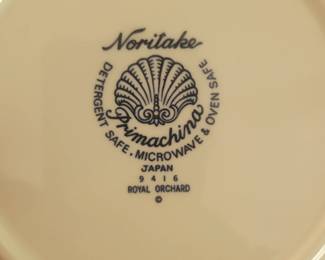 Noritake
Primachina
DETERGENT SAFE. MICROWAVE & OVEN SAFE
JAPAN
9416
ROYAL ORCHARD
©